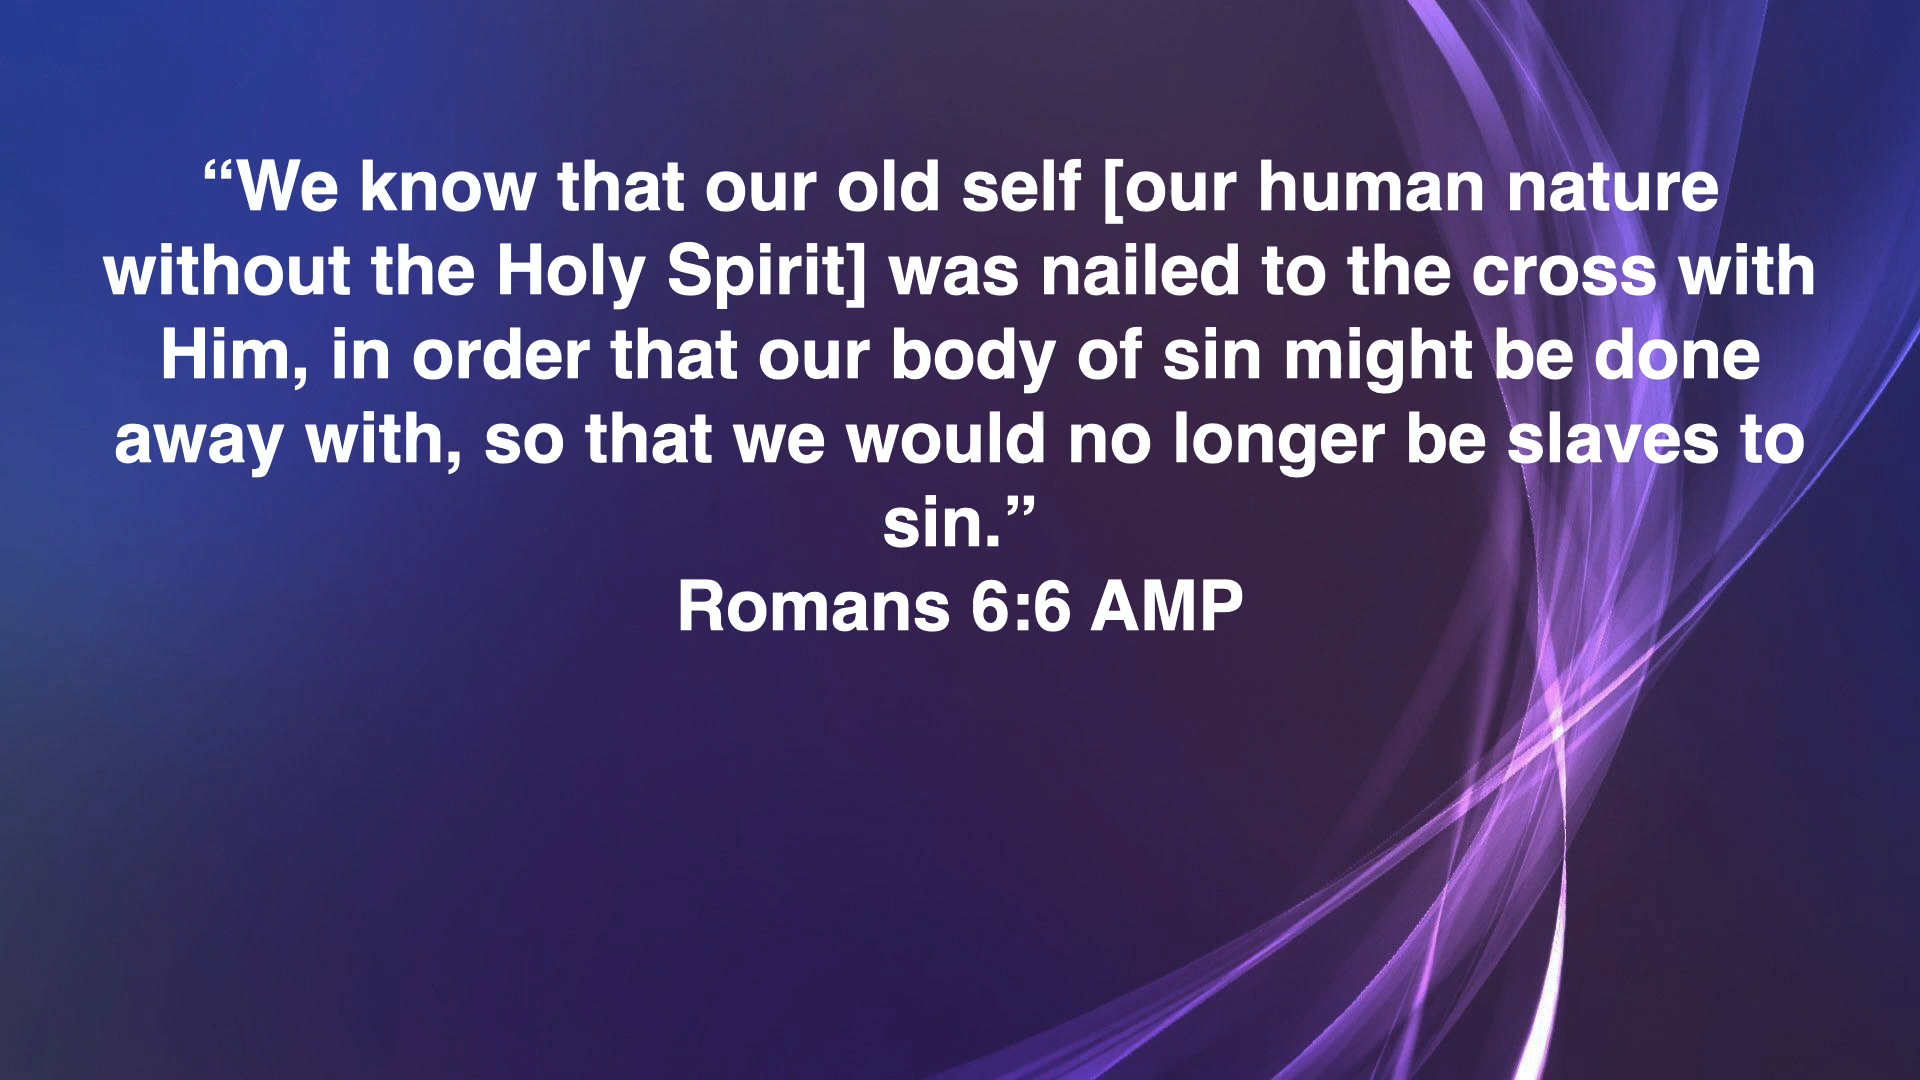 “We know that our old self [our human nature
without the Holy Spirit] was nailed to the cross with
Him, in order that our body of sin might be done
away with, so that we would no longer be slaves to
sin.”
Romans 6:6 AMP